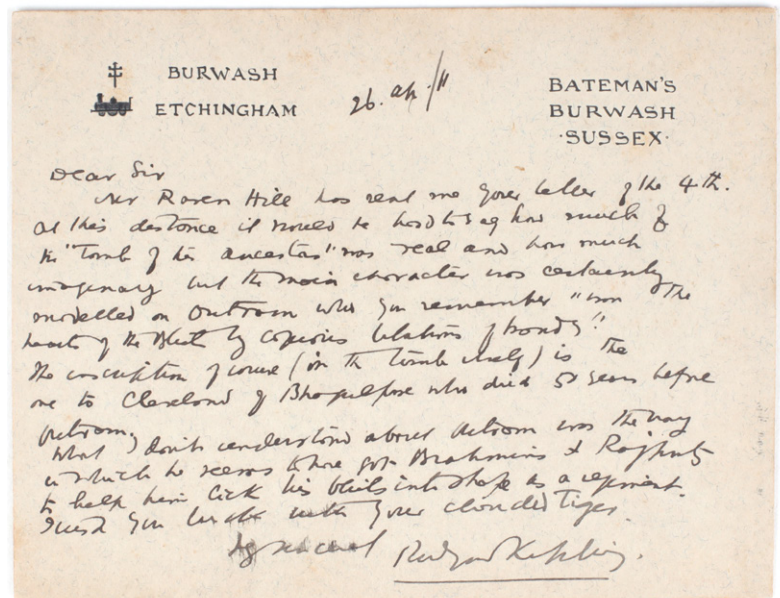 BURWASH
ETCHINGHAM
26. Ap. /11
BATEMAN'S
BURWASH
·SUSSEX·
Dear Sir
Mr Raven Hill has sent me your letter of the 4th.
At this distance it would be hard to say how much of
the "Tomb of his Ancestor" was real and how much
imaginary but the main character was certainly
modelled on Outram who you remember "won the
hearts of the Bhils by copious libations of brandy".
The inscription of course (on the tomb itself) is the
one to Cleveland of Bhagulpore who died 50 years before
Outram.
What I don't understand about Outram was the way
in which he seems to have got Brahmins & Rajputs
to help him lick his Bhils into shape as a regiment.
I wish you luck with your clouded tiger.
Rudyard Kipling.